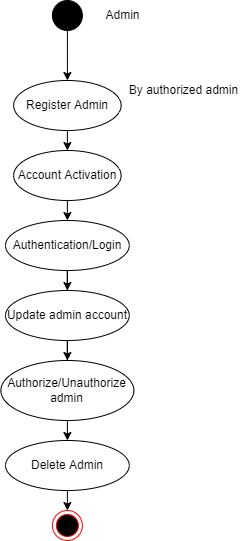 Admin
By authorized admin
Register Admin
Account Activation
Authentication/Login
Update admin account
Authorize/Unauthorize
admin
Delete Admin